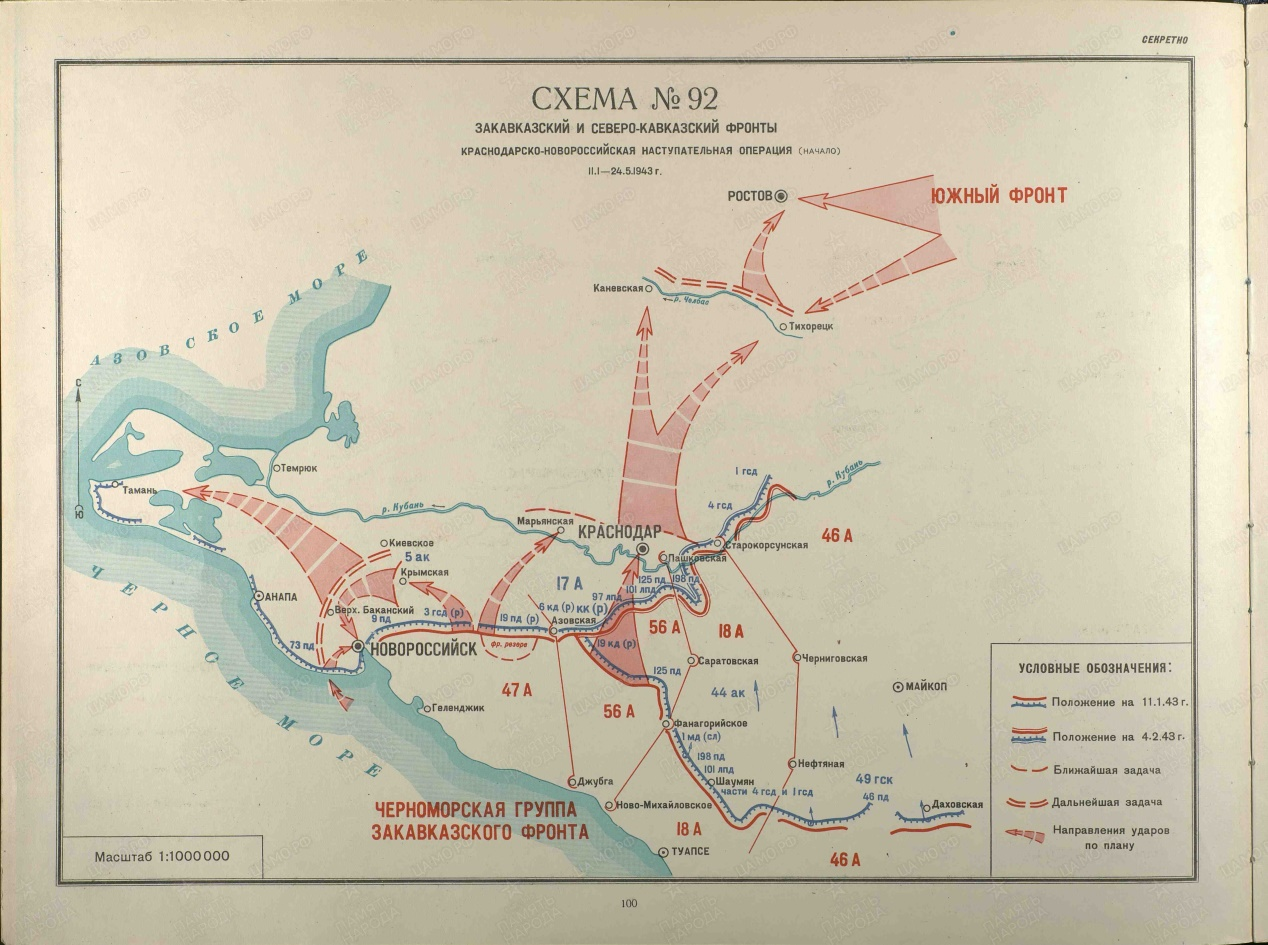 СЕКРЕТНО
СХЕМА № 92
ЗАКАВКАЗСКИЙ И СЕВЕРО-КАВКАЗСКИЙ ФРОНТЫ
КРАСНОДАРСКО-НОВОРОССИЙСКАЯ НАСТУПАТЕЛЬНАЯ ОПЕРАЦИЯ (НАЧАЛО)
11.1—24.5.1943 г.
РОСТОВ
ЮЖНЫЙ ФРОНТ
АЗОВСКОЕ МОРЕ
Каневская
р. Челбас
Тихорецк
С
Ю
Темрюк
Тамань
1 гсд
р. Кубань
4 гсд
р. Кубань
Марьянская
КРАСНОДАР
46 А
Киевское
Старокорсунская
5 ак
Пашковская
Крымская
17 А
125 пд
198 пд
101 лпд
АНАПА
97 лпд
Верх. Баканский
3 гсд (р)
6 кд (р)
кк (р)
9 пд
19 пд (р)
Азовская
56 А
18 А
73 пд
НОВОРОССИЙСК
фр. резерв
19 кд (р)
Саратовская
Черниговская
125 пд
47 А
44 ак
МАЙКОП
Геленджик
56 А
Фанагорийское
1 мд (сл)
198 пд
101 лпд
ЧЕРНОЕ МОРЕ
Джубга
Шаумян
Нефтяная
49 гск
части 4 гсд и 1 гсд
46 пд
Ново-Михайловское
Даховская
ЧЕРНОМОРСКАЯ ГРУППА
ЗАКАВКАЗСКОГО ФРОНТА
18 А
ТУАПСЕ
46 А
УСЛОВНЫЕ ОБОЗНАЧЕНИЯ:
Положение на 11.1.43 г.
Положение на 4.2.43 г.
Ближайшая задача
Дальнейшая задача
Направления ударов
по плану
Масштаб 1:1000000
100
ЦАМО.РФ
ПАМЯТЬ
НАРОДА